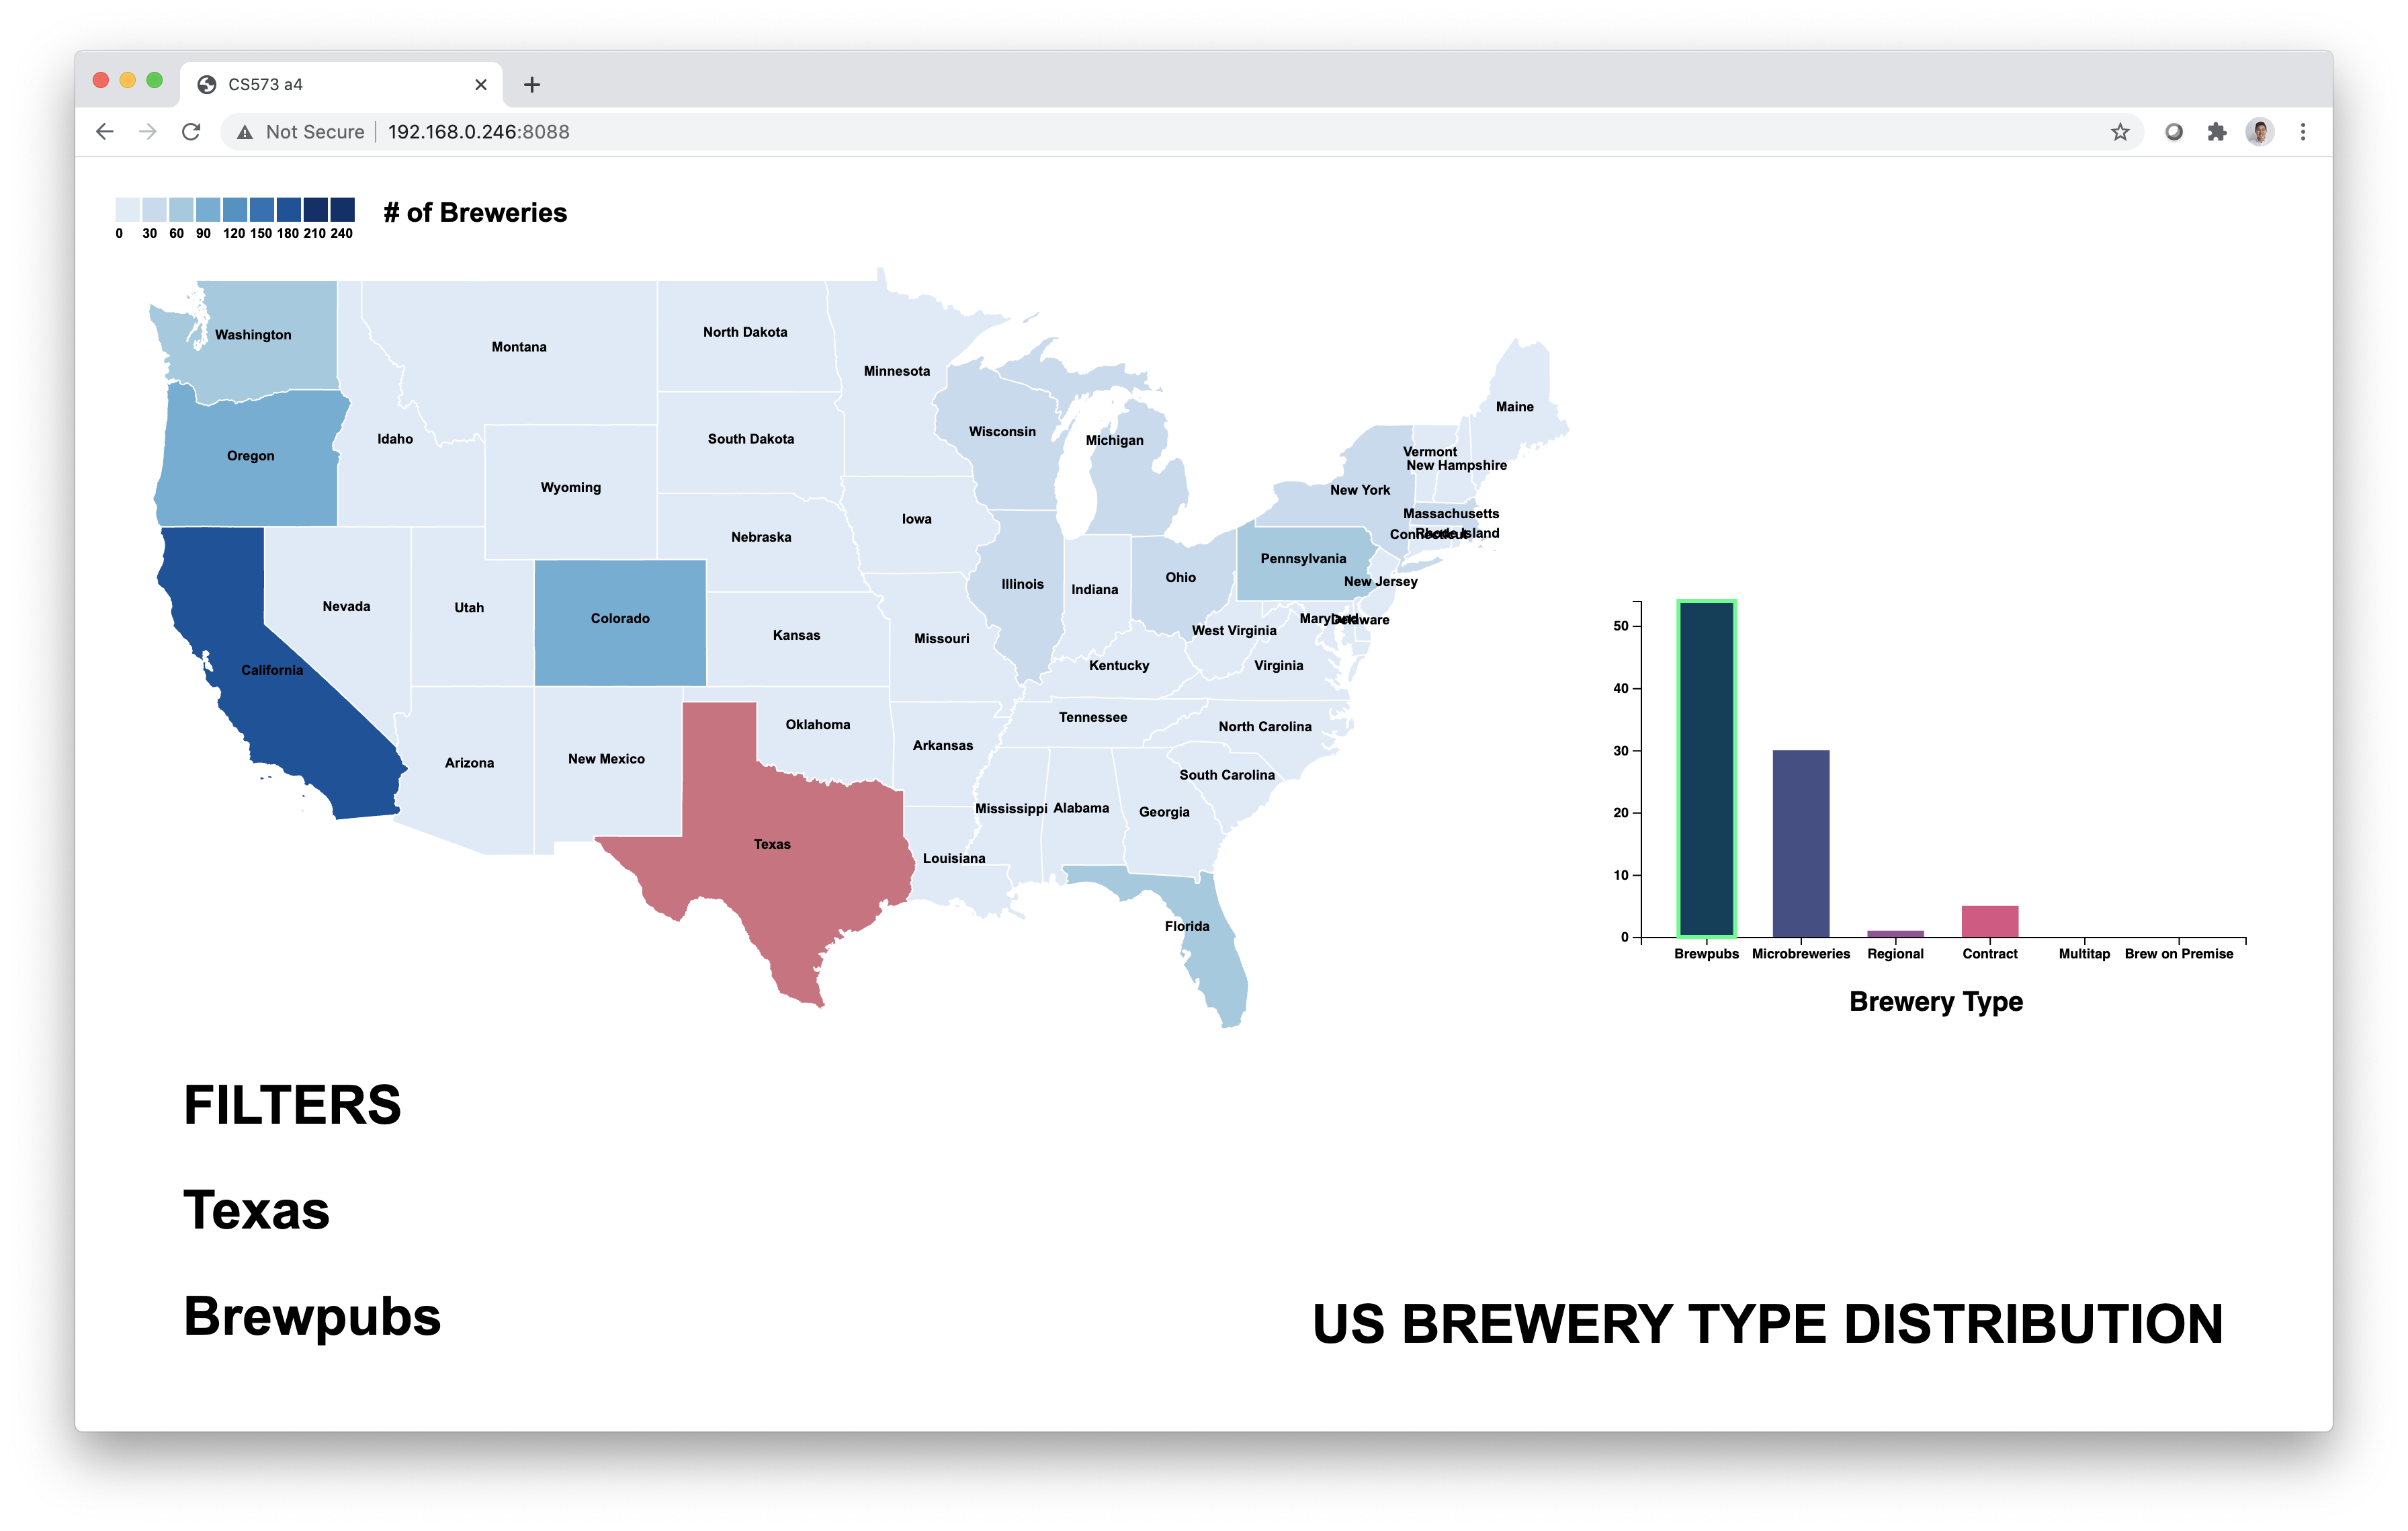 CS573 a4
Not Secure 192.168.0.246:8088
# of Breweries
0 30 60 90 120 150 180 210 240
Washington
Montana
North Dakota
Minnesota
Maine
Oregon
Idaho
South Dakota
Wisconsin
Michigan
Vermont
New Hampshire
Wyoming
New York
Iowa
Massachusetts
Nebraska
Connecticut
Rhode Island
Pennsylvania
Nevada
Utah
Colorado
Illinois
Indiana
Ohio
New Jersey
Kansas
Missouri
West Virginia
Maryland
Delaware
California
Kentucky
Virginia
Oklahoma
Tennessee
North Carolina
Arizona
New Mexico
Arkansas
South Carolina
Mississippi
Alabama
Georgia
Texas
Louisiana
Florida
50
40
30
20
10
0
Brewpubs Microbreweries Regional Contract Multitap Brew on Premise
Brewery Type
FILTERS
Texas
Brewpubs
US BREWERY TYPE DISTRIBUTION